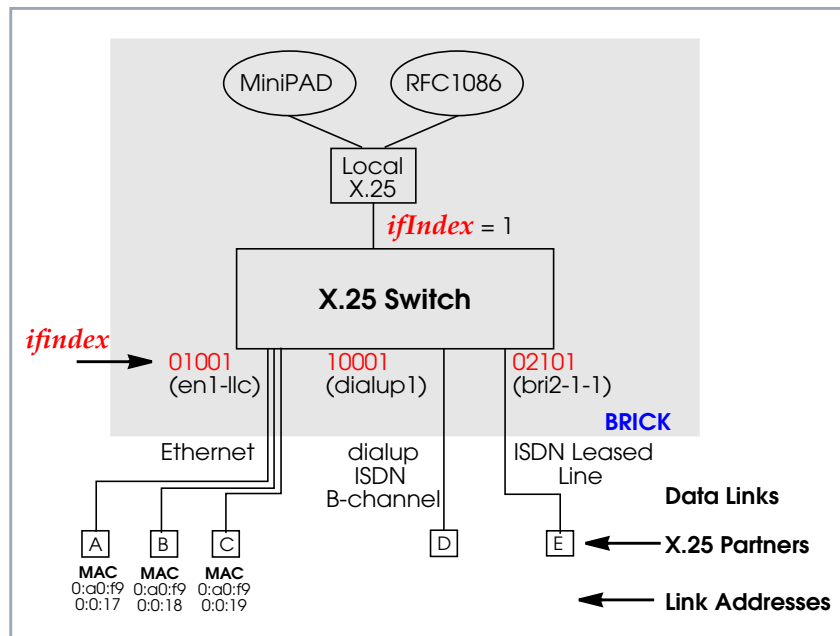 MiniPAD
RFC1086
Local
X.25
ifIndex = 1
X.25 Switch
ifindex
01001
(en1-llc)
10001
(dialup1)
02101
(bri2-1-1)
BRICK
Ethernet
dialup
ISDN
B-channel
ISDN Leased
Line
Data Links
A
B
C
D
E
X.25 Partners
MAC
0:a0:f9
0:0:17
MAC
0:a0:f9
0:0:18
MAC
0:a0:f9
0:0:19
Link Addresses